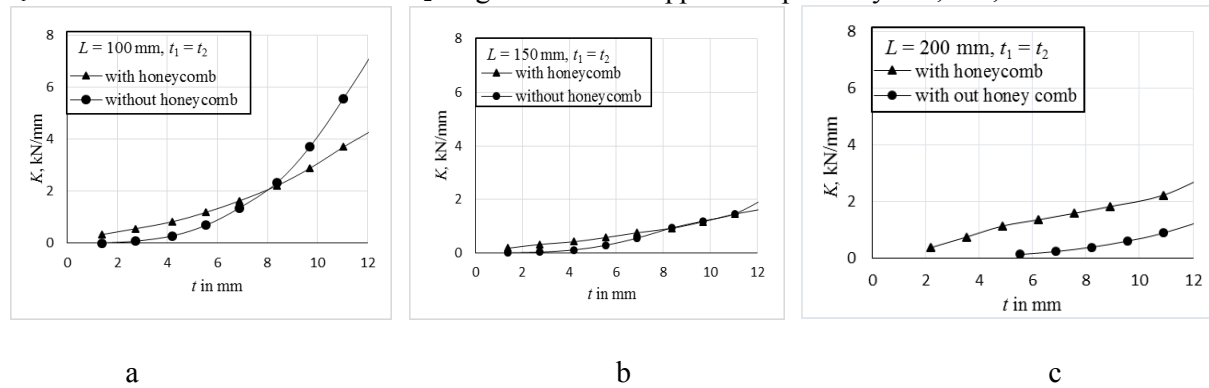 8
6
4
2
0
K, kN/mm
L = 100 mm, t₁ = t₂
with honeycomb
without honeycomb
0 2 4 6 8 10 12
t in mm
a
8
6
4
2
0
K, kN/mm
L = 150 mm, t₁ = t₂
with honeycomb
without honeycomb
0 2 4 6 8 10 12
t in mm
b
8
6
4
2
0
K, kN/mm
L = 200 mm, t₁ = t₂
with honeycomb
with out honey comb
0 2 4 6 8 10 12
t in mm
c